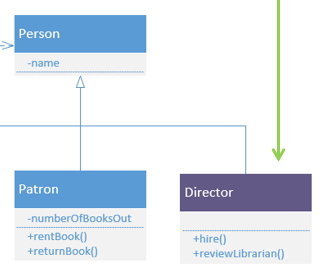 Person
-name
Patron
-numberOfBooksOut
+rentBook()
+returnBook()
Director
+hire()
+reviewLibrarian()